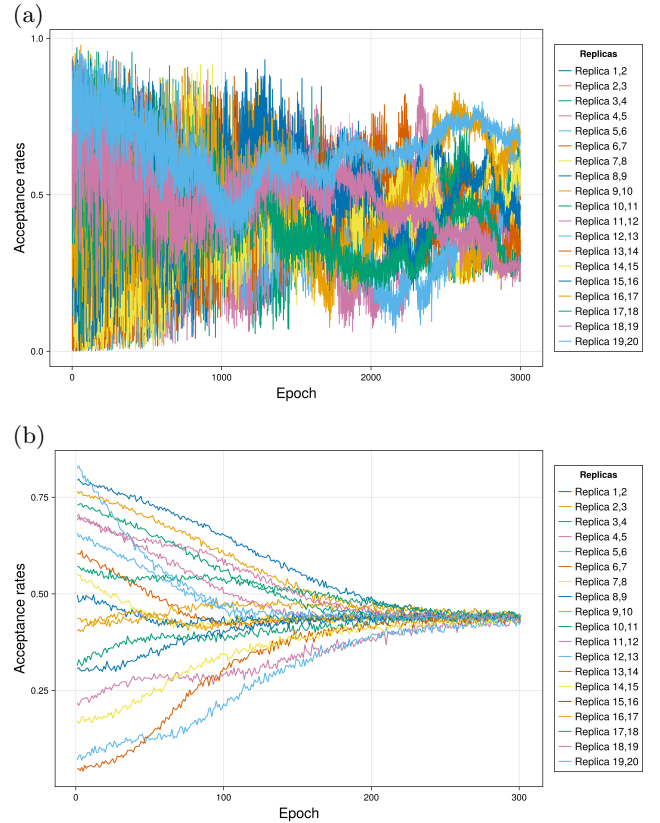 (a)
1.0
0.5
0.0
Acceptance rates
0
1000
2000
3000
Epoch
Replicas
Replica 1,2
Replica 2,3
Replica 3,4
Replica 4,5
Replica 5,6
Replica 6,7
Replica 7,8
Replica 8,9
Replica 9,10
Replica 10,11
Replica 11,12
Replica 12,13
Replica 13,14
Replica 14,15
Replica 15,16
Replica 16,17
Replica 17,18
Replica 18,19
Replica 19,20
(b)
0.75
0.50
0.25
Acceptance rates
0
100
200
300
Epoch
Replicas
Replica 1,2
Replica 2,3
Replica 3,4
Replica 4,5
Replica 5,6
Replica 6,7
Replica 7,8
Replica 8,9
Replica 9,10
Replica 10,11
Replica 11,12
Replica 12,13
Replica 13,14
Replica 14,15
Replica 15,16
Replica 16,17
Replica 17,18
Replica 18,19
Replica 19,20